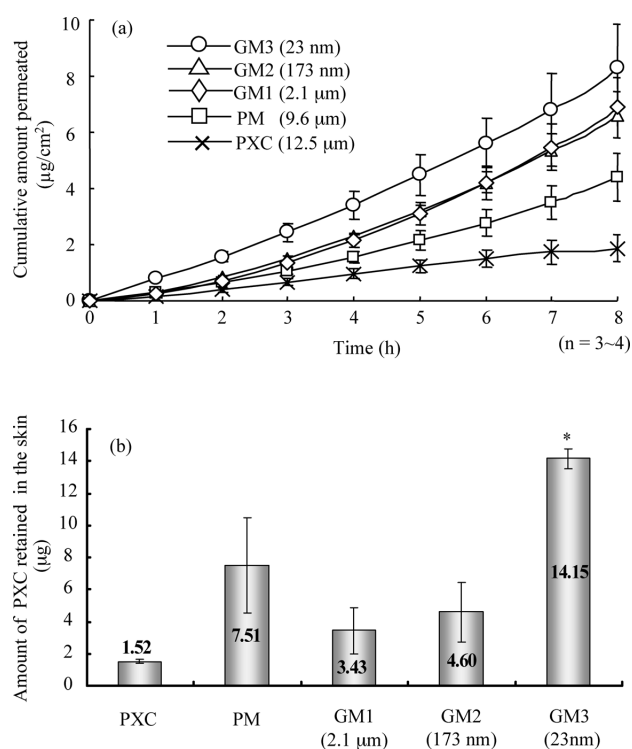 (a)
GM3 (23 nm)
GM2 (173 nm)
GM1 (2.1 μm)
PM (9.6 μm)
PXC (12.5 μm)
Cumulative amount permeated
(μg/cm²)
10
8
6
4
2
0
0 1 2 3 4 5 6 7 8
Time (h)
(n = 3~4)
(b)
Amount of PXC retained in the skin
(μg)
16
14
12
10
8
6
4
2
0
*
1.52
7.51
3.43
4.60
14.15
PXC PM GM1 GM2 GM3
(2.1 μm) (173 nm) (23nm)